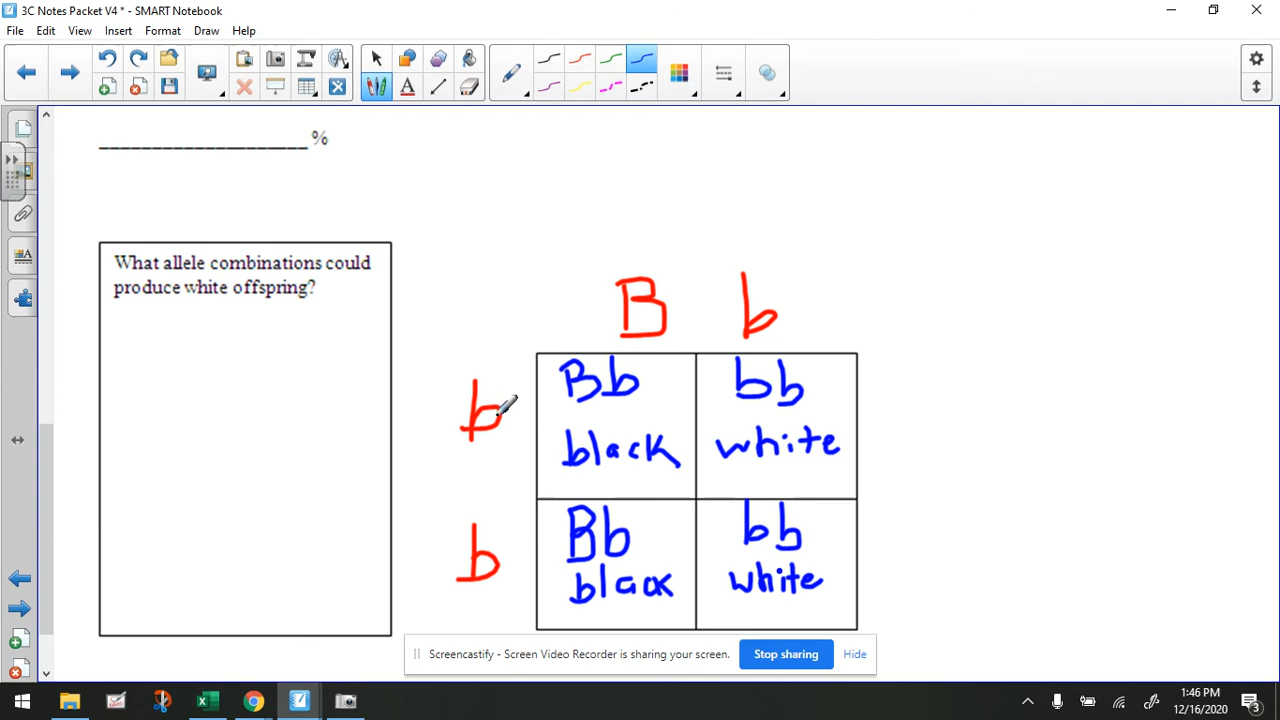 3C Notes Packet V4 * - SMART Notebook
File Edit View Insert Format Draw Help
____________________%
What allele combinations could
produce white offspring?
B b
b
Bb bb
black white
b
Bb bb
black white
Screencastify - Screen Video Recorder is sharing your screen. Stop sharing Hide
1:46 PM
12/16/2020
3